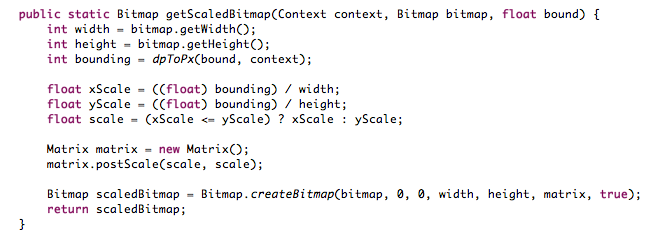 public static Bitmap getScaledBitmap(Context context, Bitmap bitmap, float bound) {
    int width = bitmap.getWidth();
    int height = bitmap.getHeight();
    int bounding = dpToPx(bound, context);

    float xScale = ((float) bounding) / width;
    float yScale = ((float) bounding) / height;
    float scale = (xScale <= yScale) ? xScale : yScale;

    Matrix matrix = new Matrix();
    matrix.postScale(scale, scale);

    Bitmap scaledBitmap = Bitmap.createBitmap(bitmap, 0, 0, width, height, matrix, true);
    return scaledBitmap;
}